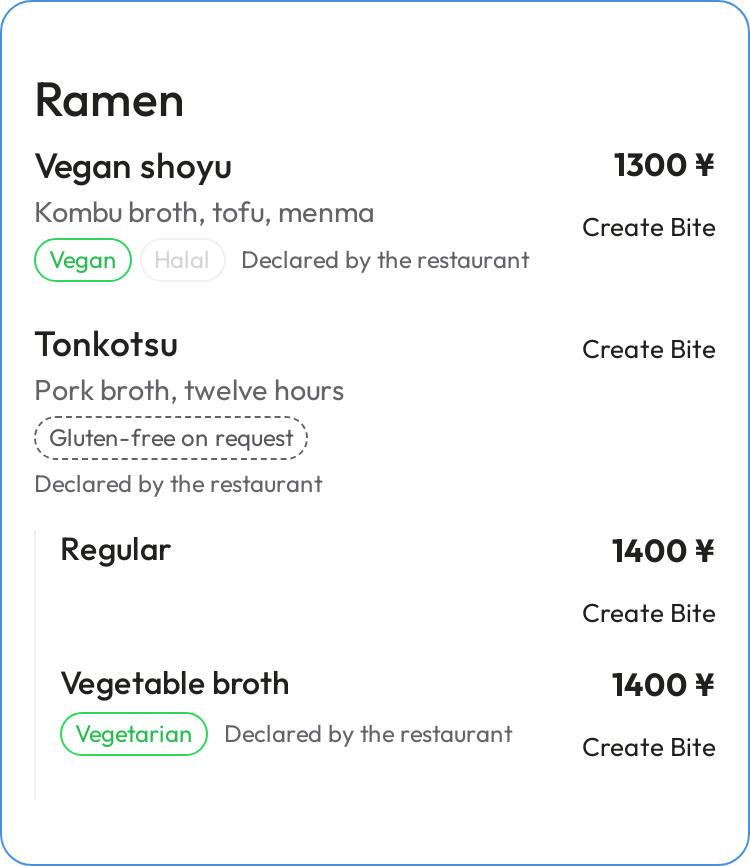 Ramen
Vegan shoyu 1300 ¥
Kombu broth, tofu, menma
Create Bite
Vegan Halal Declared by the restaurant
Tonkotsu Create Bite
Pork broth, twelve hours
Gluten-free on request
Declared by the restaurant
Regular 1400 ¥
Create Bite
Vegetable broth 1400 ¥
Vegetarian Declared by the restaurant
Create Bite